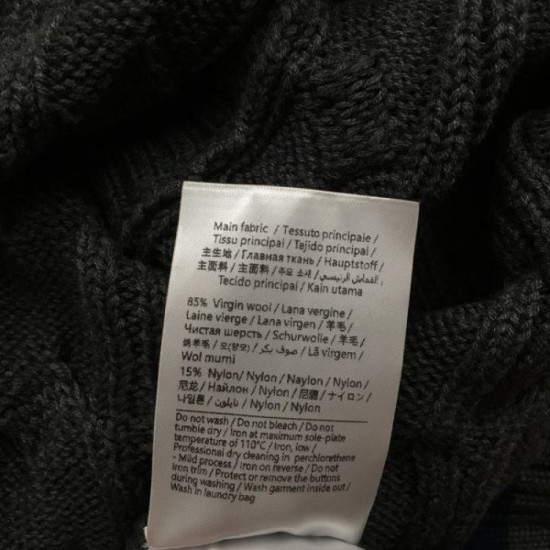 Main fabric / Tessuto principale /
Tissu principal / Tejido principal /
主生地 / Главная ткань / Hauptstoff /
主面料 / 主面料 / 주요 소재 / القماش الرئيسي /
Tecido principal / Kain utama
85% Virgin wool / Lana vergine /
Laine vierge / Lana virgen / 羊毛 /
Чистая шерсть / Schurwolle / 羊毛 /
绵羊毛 / 모(양모) / صوف بكر / Lã virgem /
Wol murni
15% Nylon/ Nylon / Naylon / Nylon /
尼龙 / Найлон / Nylon / 尼龍 / ナイロン /
나일론 / نايلون / Nylon / Nylon
Do not wash / Do not bleach / Do not
tumble dry / Iron at maximum sole-plate
temperature of 110°C / Iron, low /
Professional dry cleaning in perchlorethene
- Mild process / Iron on reverse / Do not
Iron trim / Protect or remove the buttons
during washing / Wash garment inside out /
Wash in laundry bag